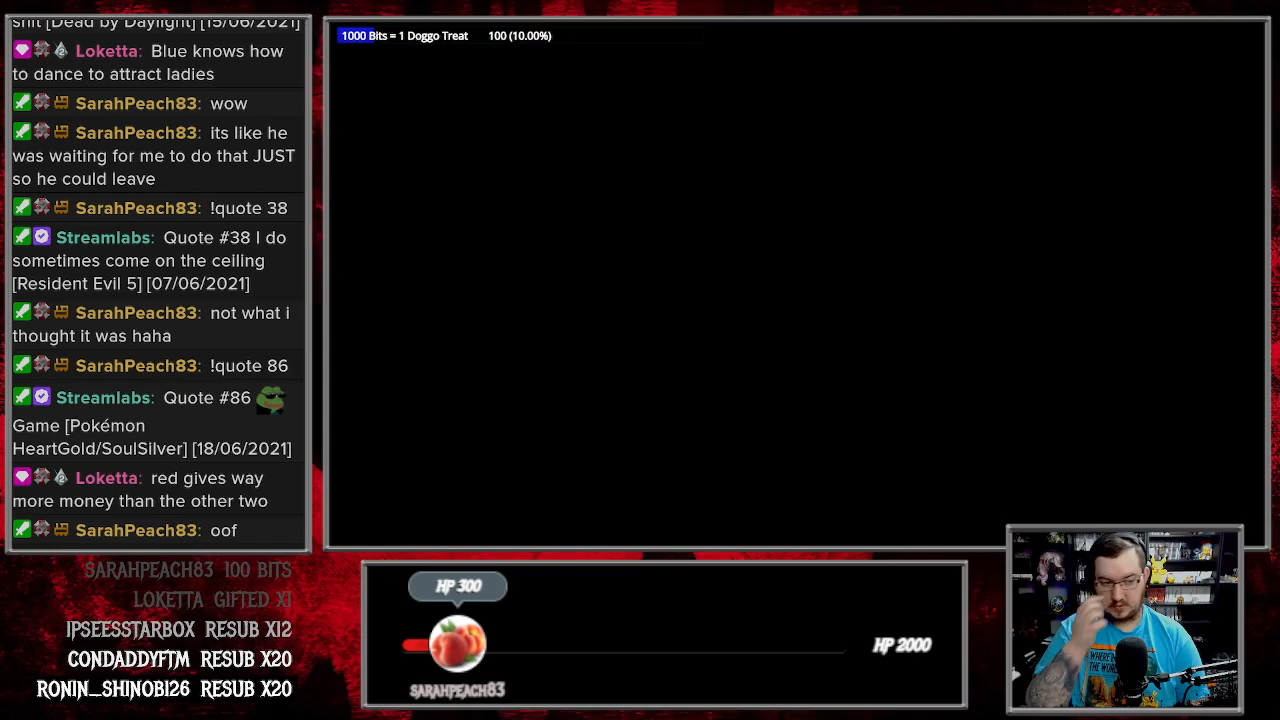 shit [Dead by Daylight] [15/06/2021]
Loketta: Blue knows how
to dance to attract ladies
SarahPeach83: wow
SarahPeach83: its like he
was waiting for me to do that JUST
so he could leave
SarahPeach83: !quote 38
Streamlabs: Quote #38 I do
sometimes come on the ceiling
[Resident Evil 5] [07/06/2021]
SarahPeach83: not what i
thought it was haha
SarahPeach83: !quote 86
Streamlabs: Quote #86
Game [Pokémon
HeartGold/SoulSilver] [18/06/2021]
Loketta: red gives way
more money than the other two
SarahPeach83: oof
SARAHPEACH83 100 BITS
LOKETTA GIFTED X1
IPSEESSTARBOX RESUB X12
CONDADDYFTM RESUB X20
RONIN_SHINOBI26 RESUB X20
1000 Bits = 1 Doggo Treat 100 (10.00%)
HP 300
HP 2000
SARAHPEACH83